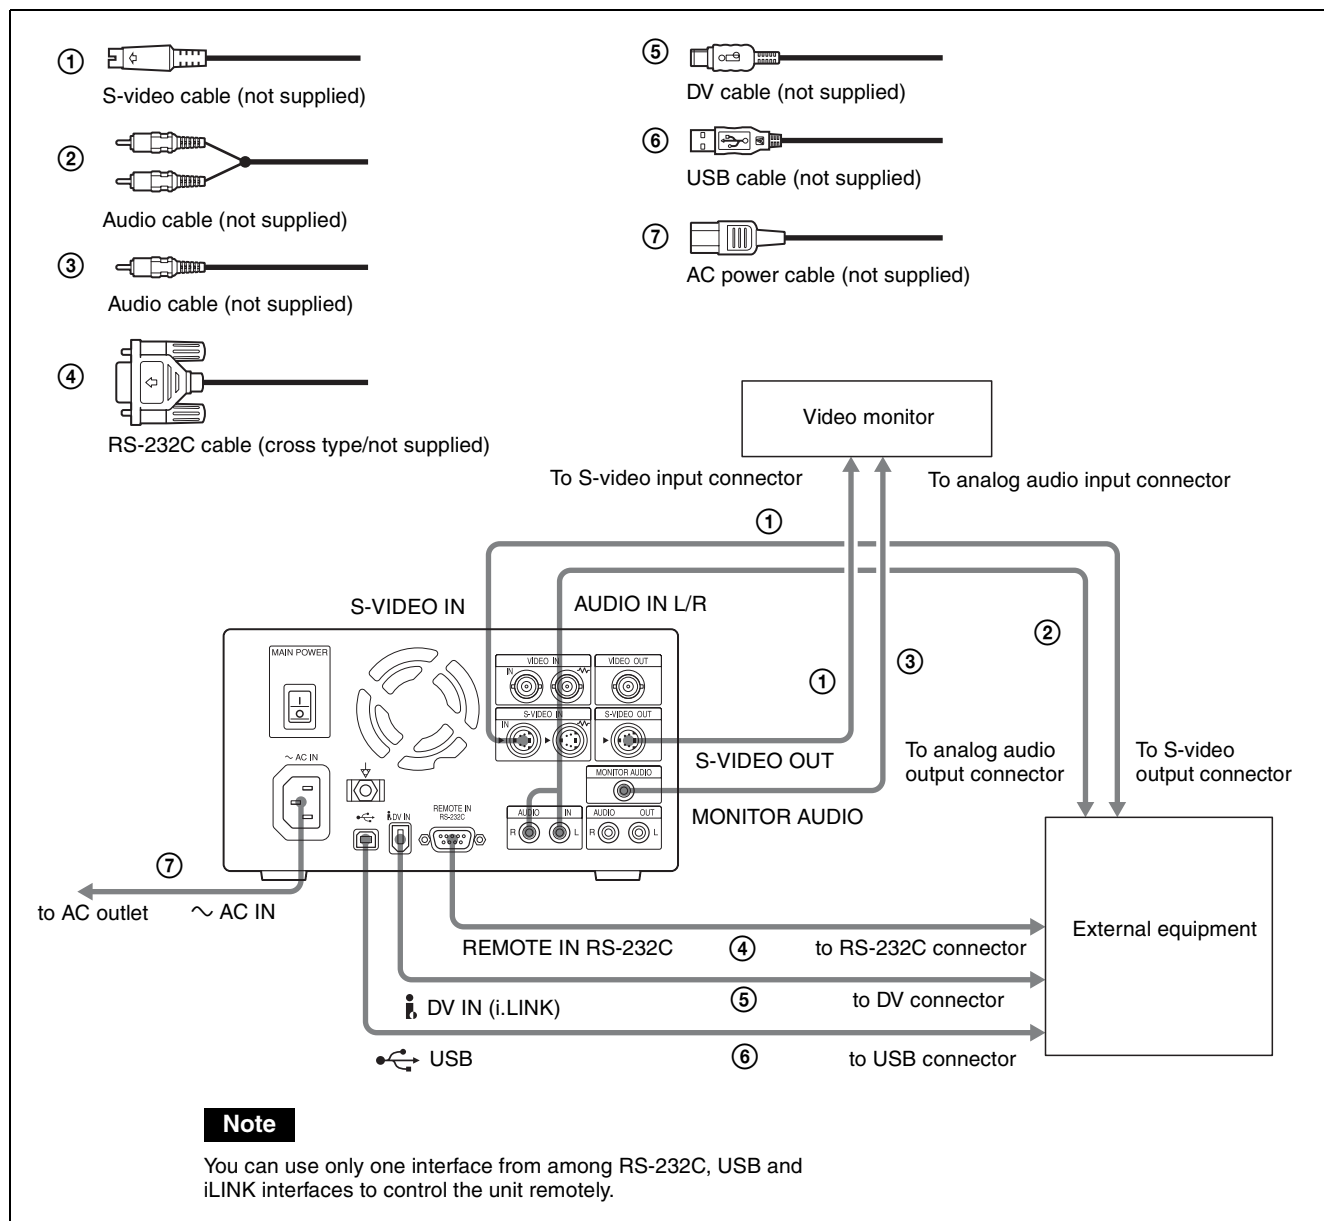 ①
S-video cable (not supplied)
②
Audio cable (not supplied)
③
Audio cable (not supplied)
④
RS-232C cable (cross type/not supplied)
⑤
DV cable (not supplied)
⑥
USB cable (not supplied)
⑦
AC power cable (not supplied)
Video monitor
To S-video input connector
To analog audio input connector
①
S-VIDEO IN
AUDIO IN L/R
②
③
①
MAIN POWER
VIDEO IN
IN
VIDEO OUT
S-VIDEO IN
IN
S-VIDEO OUT
S-VIDEO OUT
To analog audio
output connector
To S-video
output connector
~ AC IN
MONITOR AUDIO
MONITOR AUDIO
REMOTE IN
RS-232C
DV IN
AUDIO IN
R L
AUDIO OUT
R L
⑦
to AC outlet
~ AC IN
External equipment
REMOTE IN RS-232C
④
to RS-232C connector
DV IN (i.LINK)
⑤
to DV connector
USB
⑥
to USB connector
Note
You can use only one interface from among RS-232C, USB and
iLINK interfaces to control the unit remotely.